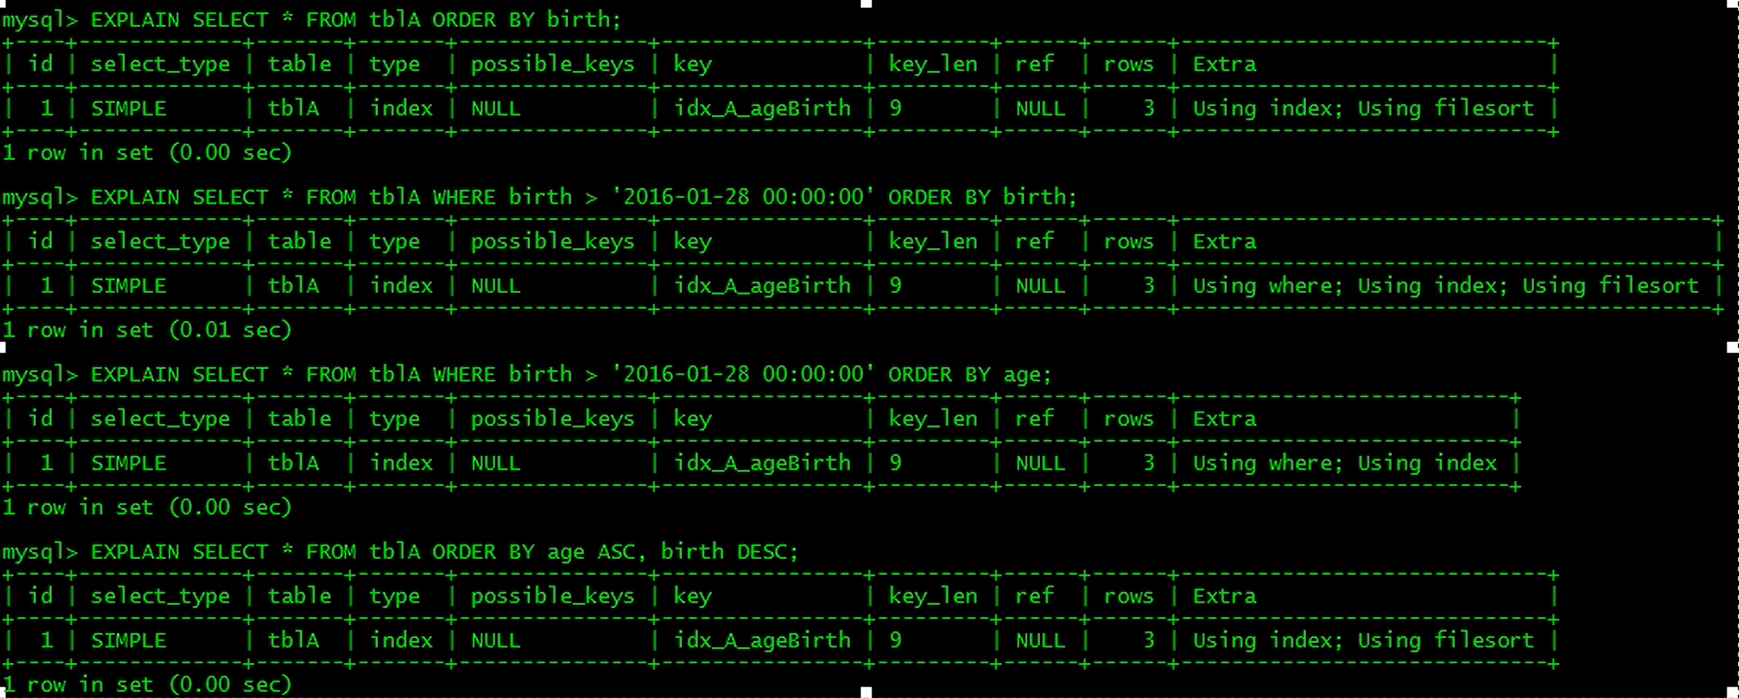 mysql> EXPLAIN SELECT * FROM tblA ORDER BY birth;
+----+-------------+-------+-------+---------------+----------------+---------+------+------+-----------------------------+
| id | select_type | table | type  | possible_keys | key            | key_len | ref  | rows | Extra                       |
+----+-------------+-------+-------+---------------+----------------+---------+------+------+-----------------------------+
|  1 | SIMPLE      | tblA  | index | NULL          | idx_A_ageBirth | 9       | NULL |    3 | Using index; Using filesort |
+----+-------------+-------+-------+---------------+----------------+---------+------+------+-----------------------------+
1 row in set (0.00 sec)
mysql> EXPLAIN SELECT * FROM tblA WHERE birth > '2016-01-28 00:00:00' ORDER BY birth;
+----+-------------+-------+-------+---------------+----------------+---------+------+------+------------------------------------------+
| id | select_type | table | type  | possible_keys | key            | key_len | ref  | rows | Extra                                    |
+----+-------------+-------+-------+---------------+----------------+---------+------+------+------------------------------------------+
|  1 | SIMPLE      | tblA  | index | NULL          | idx_A_ageBirth | 9       | NULL |    3 | Using where; Using index; Using filesort |
+----+-------------+-------+-------+---------------+----------------+---------+------+------+------------------------------------------+
1 row in set (0.01 sec)
mysql> EXPLAIN SELECT * FROM tblA WHERE birth > '2016-01-28 00:00:00' ORDER BY age;
+----+-------------+-------+-------+---------------+----------------+---------+------+------+--------------------------+
| id | select_type | table | type  | possible_keys | key            | key_len | ref  | rows | Extra                    |
+----+-------------+-------+-------+---------------+----------------+---------+------+------+--------------------------+
|  1 | SIMPLE      | tblA  | index | NULL          | idx_A_ageBirth | 9       | NULL |    3 | Using where; Using index |
+----+-------------+-------+-------+---------------+----------------+---------+------+------+--------------------------+
1 row in set (0.00 sec)
mysql> EXPLAIN SELECT * FROM tblA ORDER BY age ASC, birth DESC;
+----+-------------+-------+-------+---------------+----------------+---------+------+------+-----------------------------+
| id | select_type | table | type  | possible_keys | key            | key_len | ref  | rows | Extra                       |
+----+-------------+-------+-------+---------------+----------------+---------+------+------+-----------------------------+
|  1 | SIMPLE      | tblA  | index | NULL          | idx_A_ageBirth | 9       | NULL |    3 | Using index; Using filesort |
+----+-------------+-------+-------+---------------+----------------+---------+------+------+-----------------------------+
1 row in set (0.00 sec)